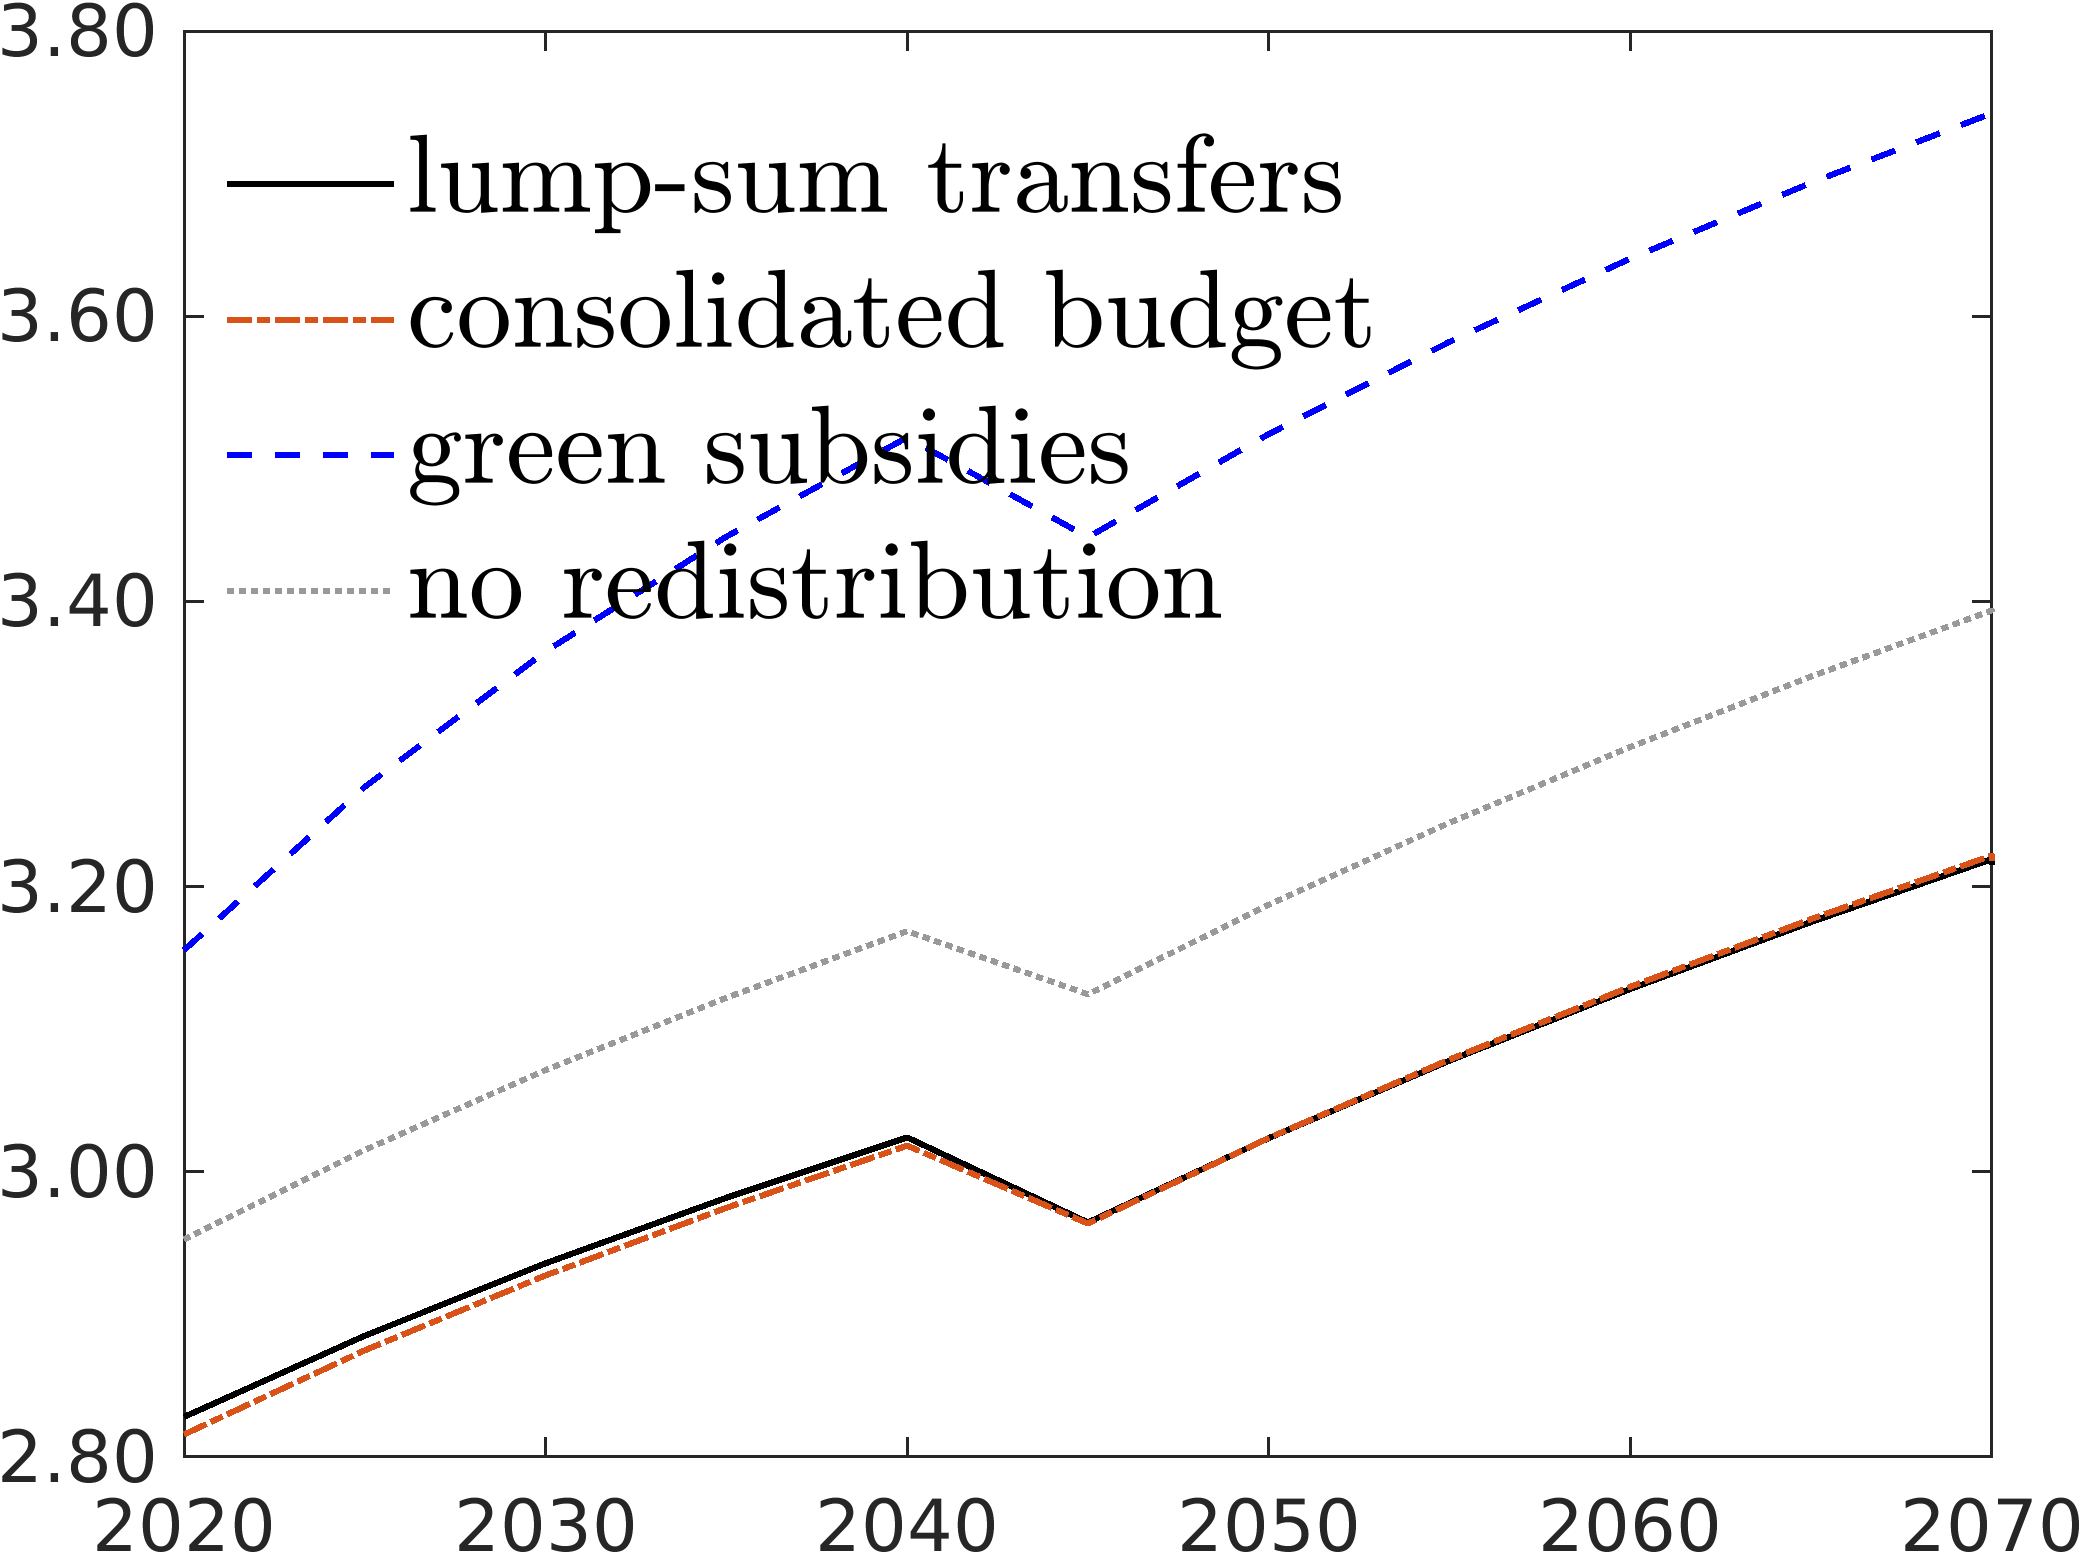 3.80
lump-sum transfers
consolidated budget
3.60
green subsidies
no redistribution
3.40
3.20
3.00
2.80
2020 2030 2040 2050 2060 2070